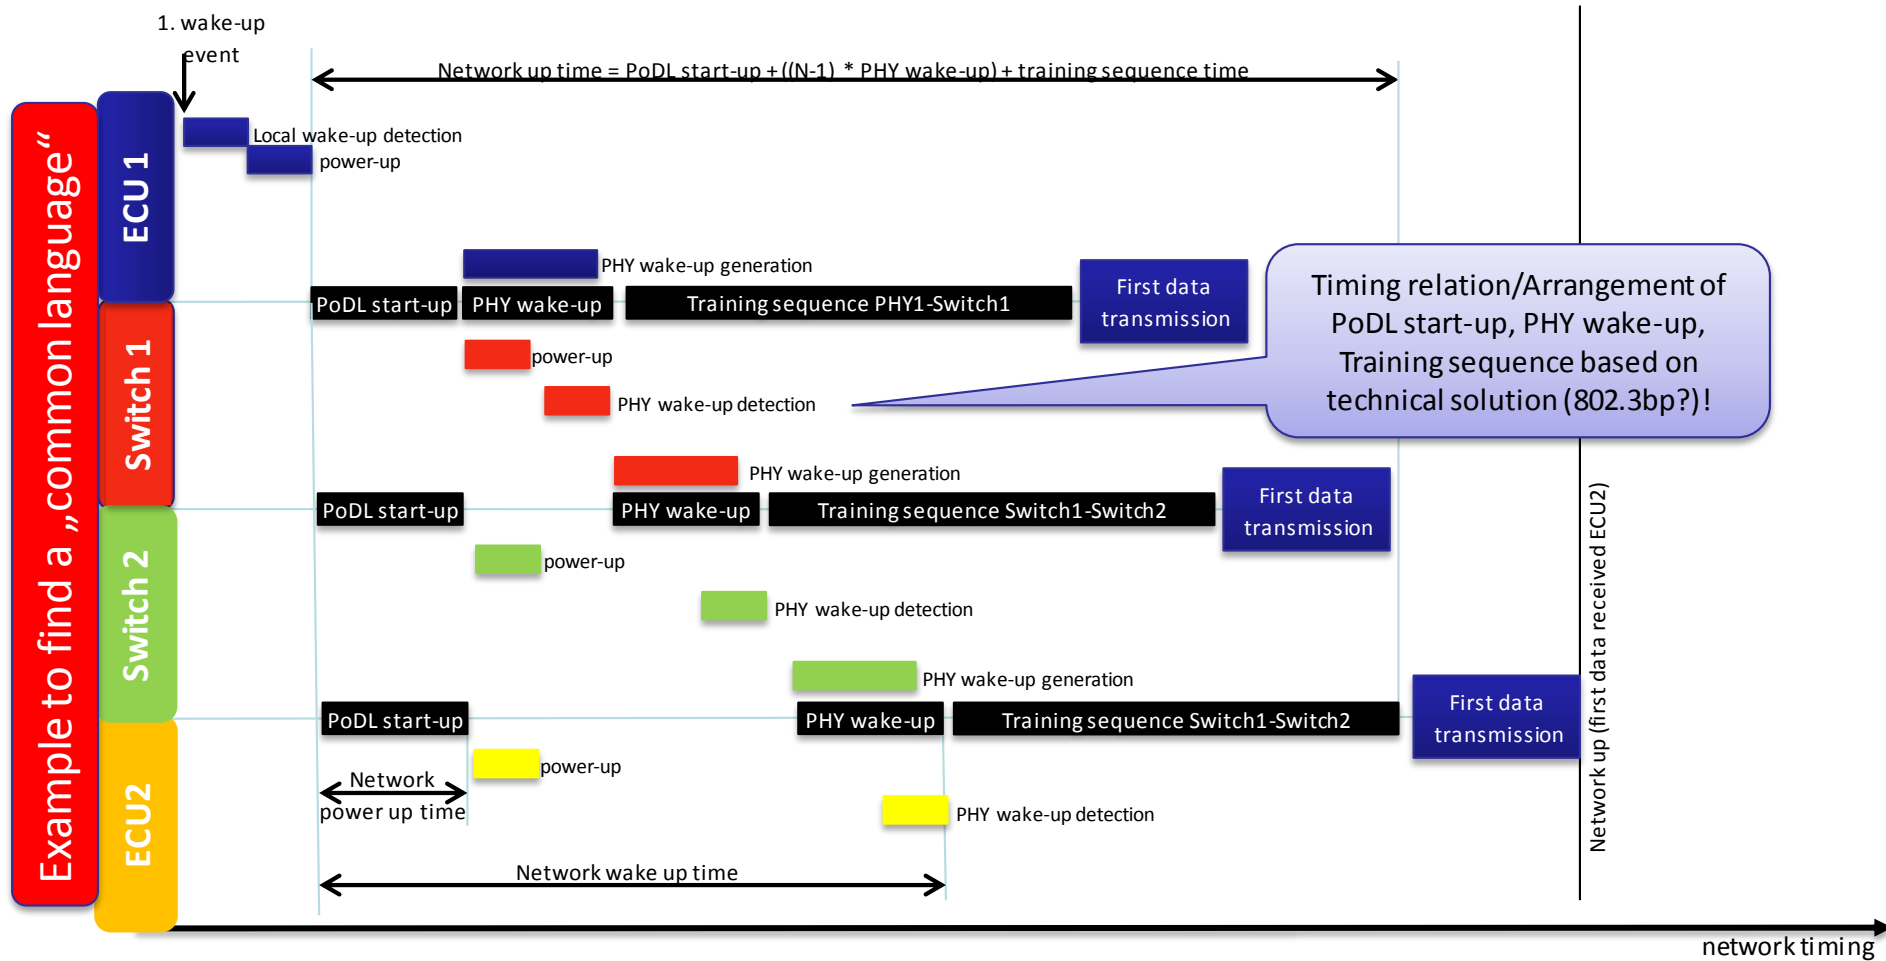 1. wake-up
event
Network up time = PoDL start-up + ((N-1) * PHY wake-up) + training sequence time
Example to find a „common language“
ECU 1
Local wake-up detection
power-up
PHY wake-up generation
PoDL start-up
PHY wake-up
Training sequence PHY1-Switch1
First data
transmission
Timing relation/Arrangement of
PoDL start-up, PHY wake-up,
Training sequence based on
technical solution (802.3bp?)!
Switch 1
power-up
PHY wake-up detection
PHY wake-up generation
PoDL start-up
PHY wake-up
Training sequence Switch1-Switch2
First data
transmission
Switch 2
power-up
PHY wake-up detection
PHY wake-up generation
PoDL start-up
PHY wake-up
Training sequence Switch1-Switch2
First data
transmission
Network up (first data received ECU2)
ECU2
power-up
Network
power up time
PHY wake-up detection
Network wake up time
network timing